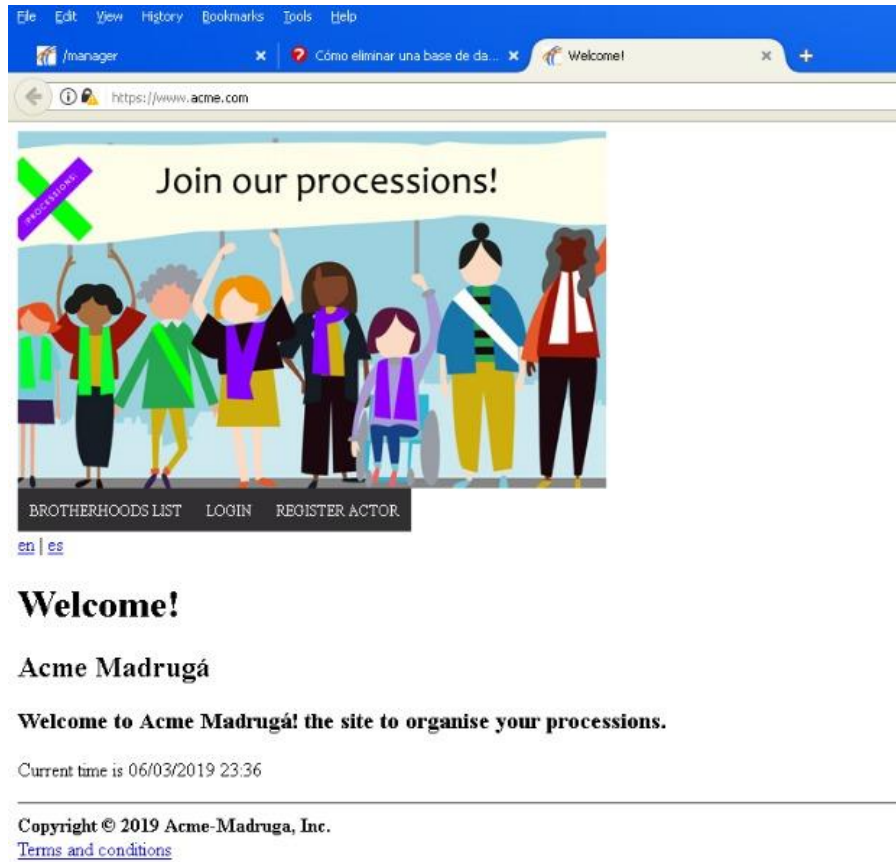 File Edit View History Bookmarks Tools Help
/manager Cómo eliminar una base de da... Welcome!
https://www.acme.com
Join our processions!
¡PROCESSIONS!
BROTHERHOODS LIST LOGIN REGISTER ACTOR
en | es
Welcome!
Acme Madrugá
Welcome to Acme Madrugá! the site to organise your processions.
Current time is 06/03/2019 23:36
Copyright © 2019 Acme-Madruga, Inc.
Terms and conditions